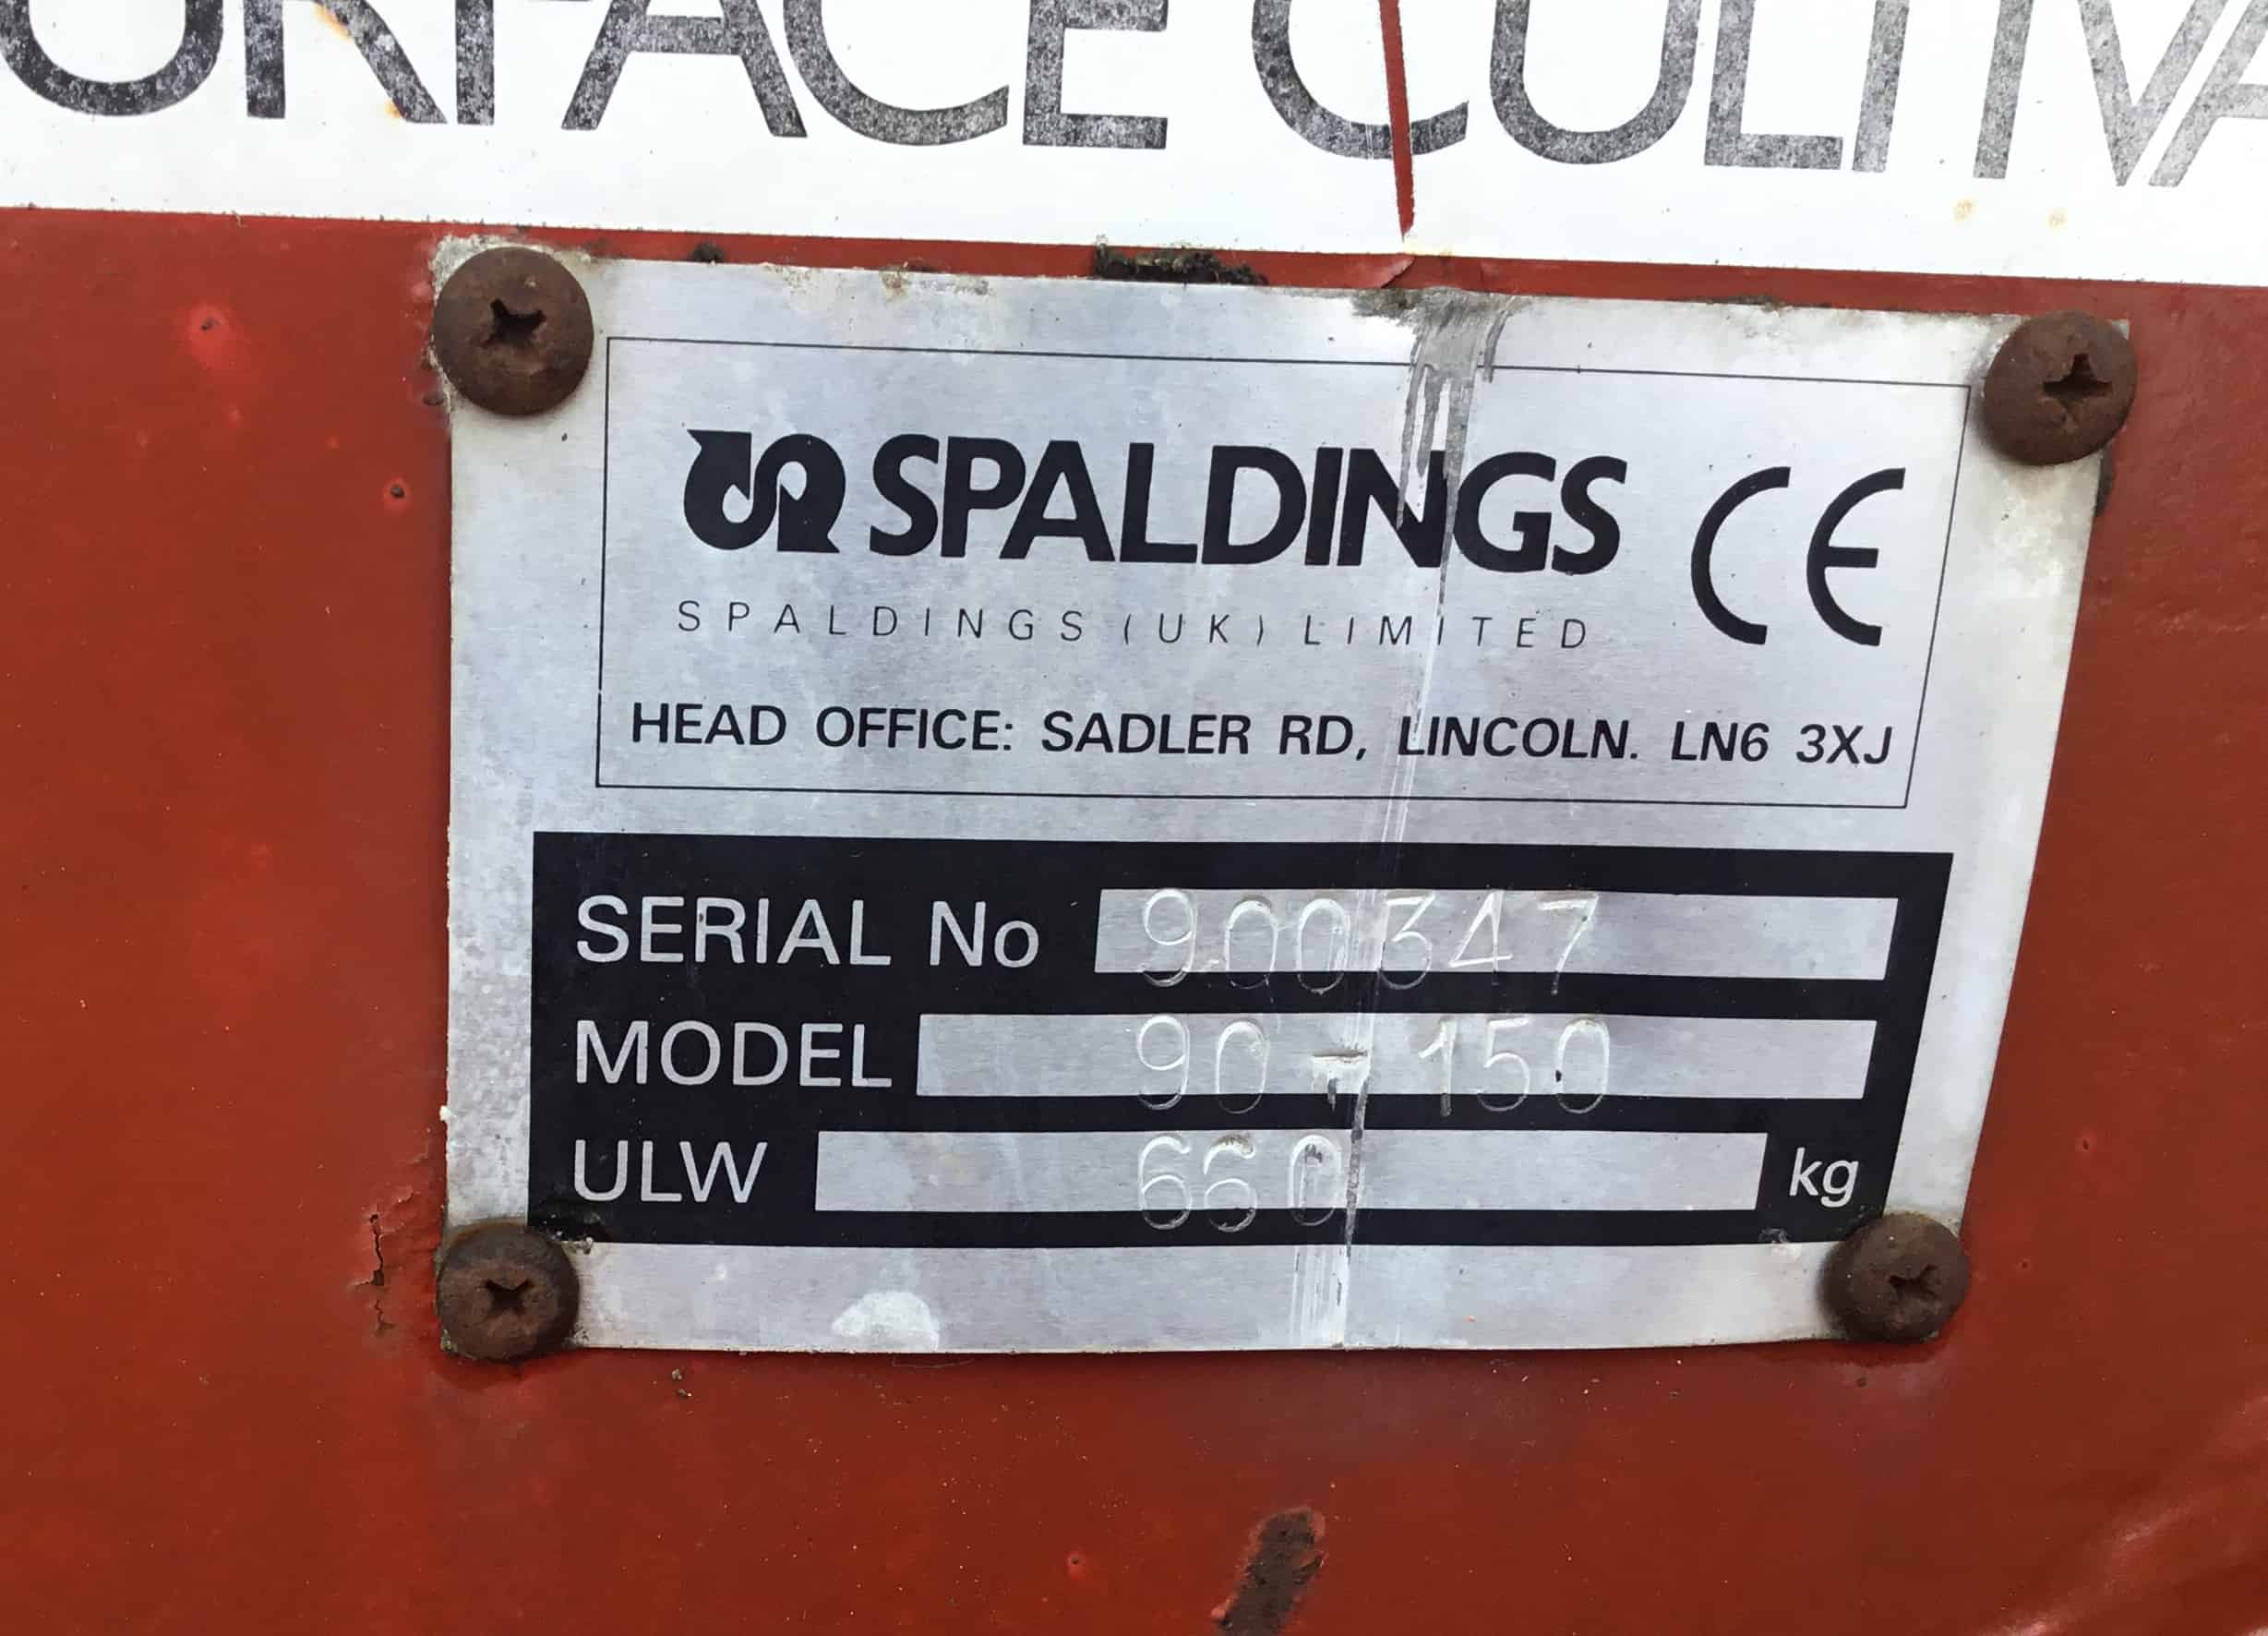 URFACE CULTIVA
SPALDINGS CE
SPALDINGS (UK) LIMITED
HEAD OFFICE: SADLER RD, LINCOLN. LN6 3XJ
SERIAL No 900347
MODEL 90-150
ULW 660 kg